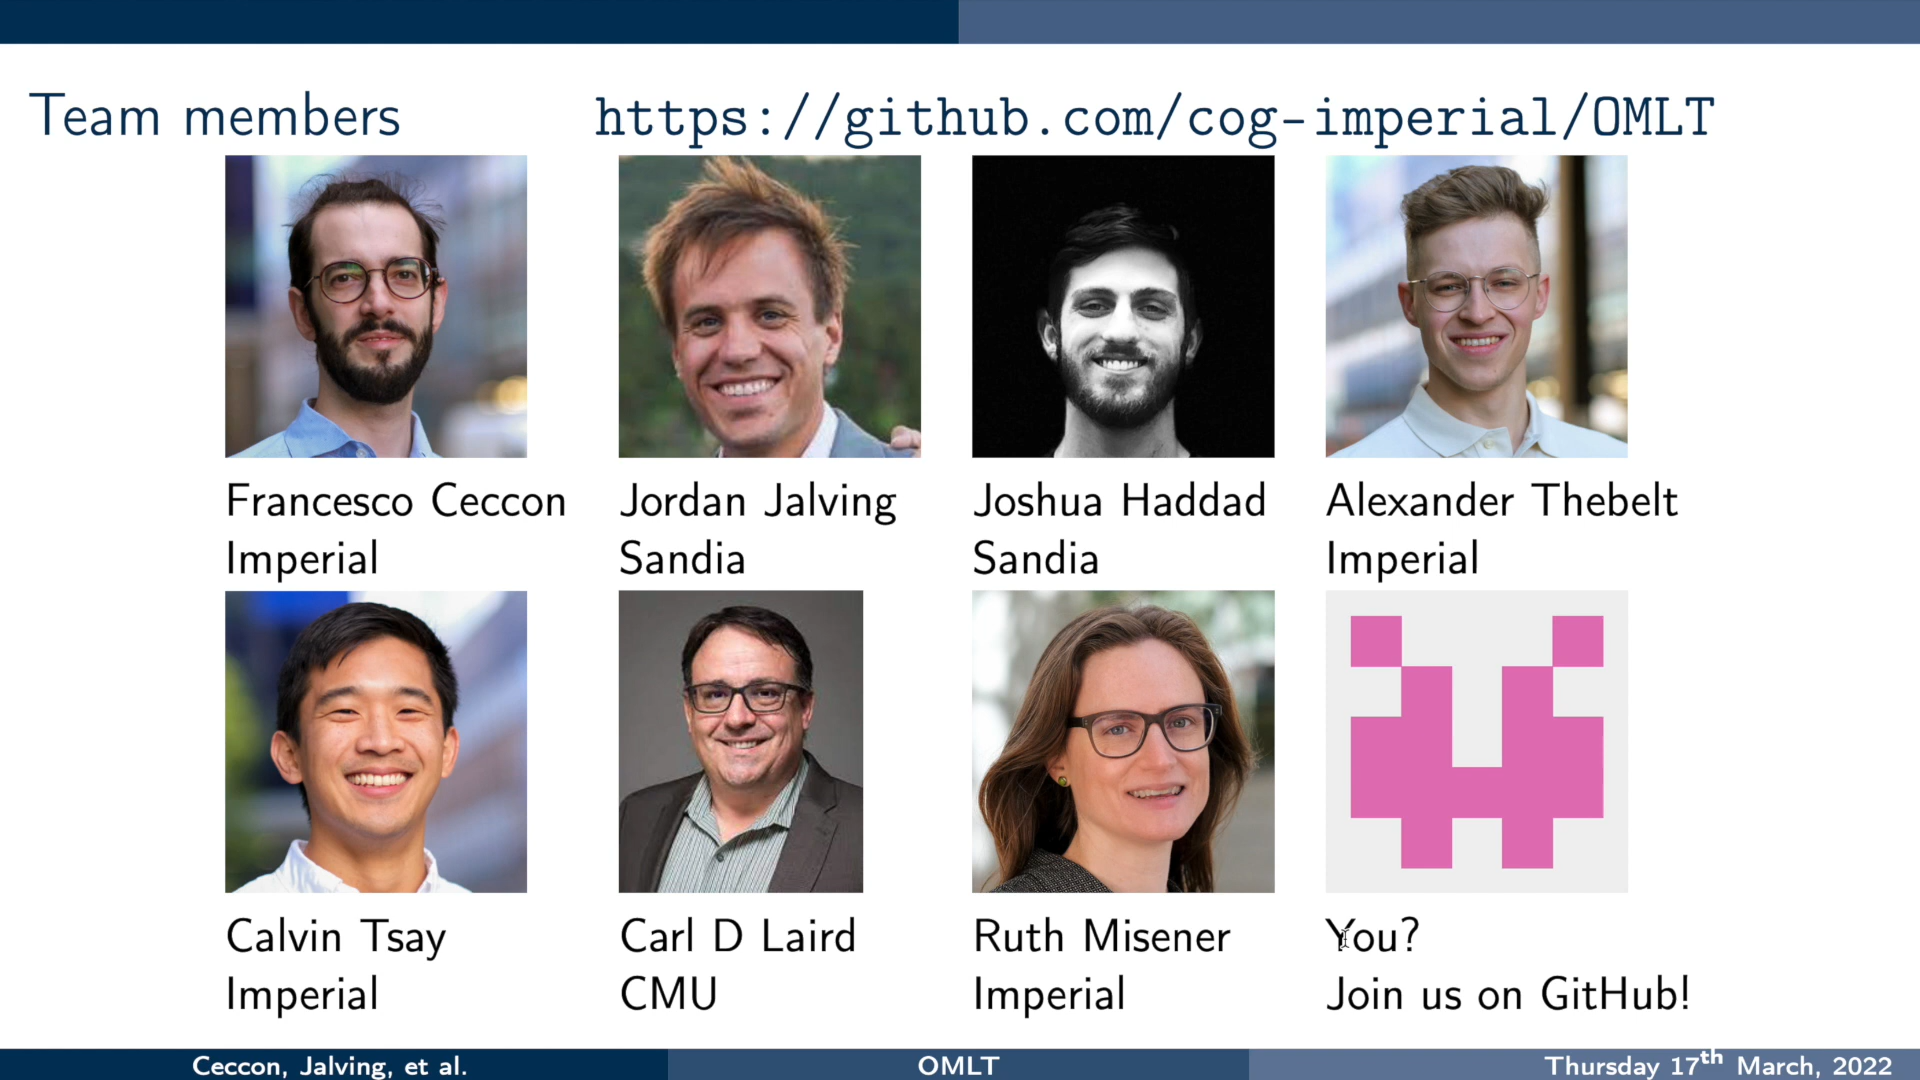 Team members https://github.com/cog-imperial/OMLT
Francesco Ceccon
Imperial
Jordan Jalving
Sandia
Joshua Haddad
Sandia
Alexander Thebelt
Imperial
Calvin Tsay
Imperial
Carl D Laird
CMU
Ruth Misener
Imperial
You?
Join us on GitHub!
Ceccon, Jalving, et al. OMLT Thursday 17th March, 2022